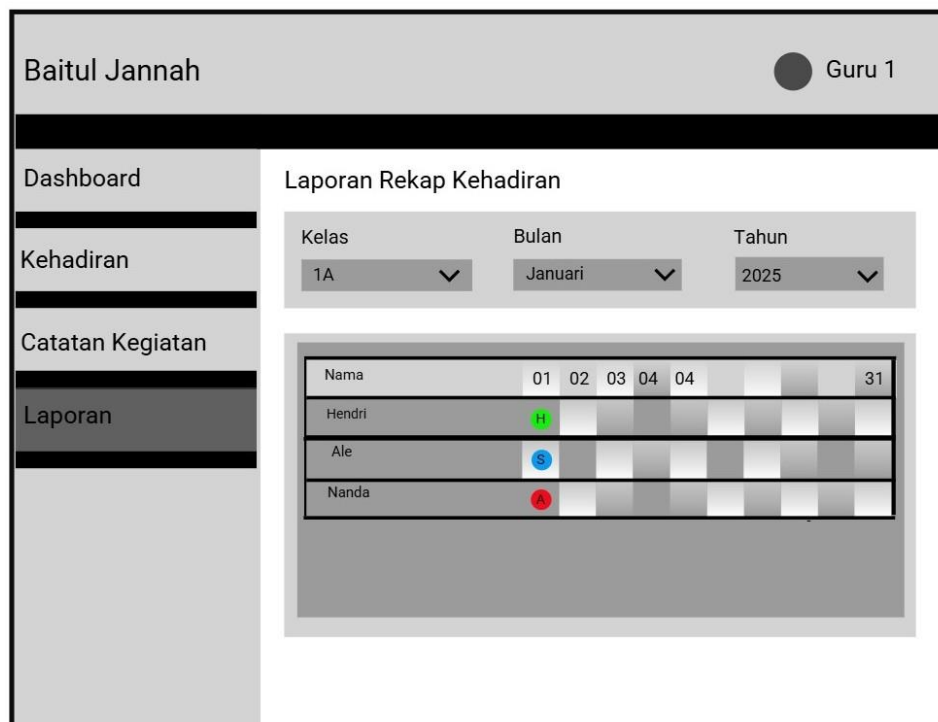 Baitul Jannah
Guru 1
Dashboard
Kehadiran
Catatan Kegiatan
Laporan
Laporan Rekap Kehadiran
Kelas Bulan Tahun
1A Januari 2025
Nama 01 02 03 04 04 31
Hendri H
Ale S
Nanda A